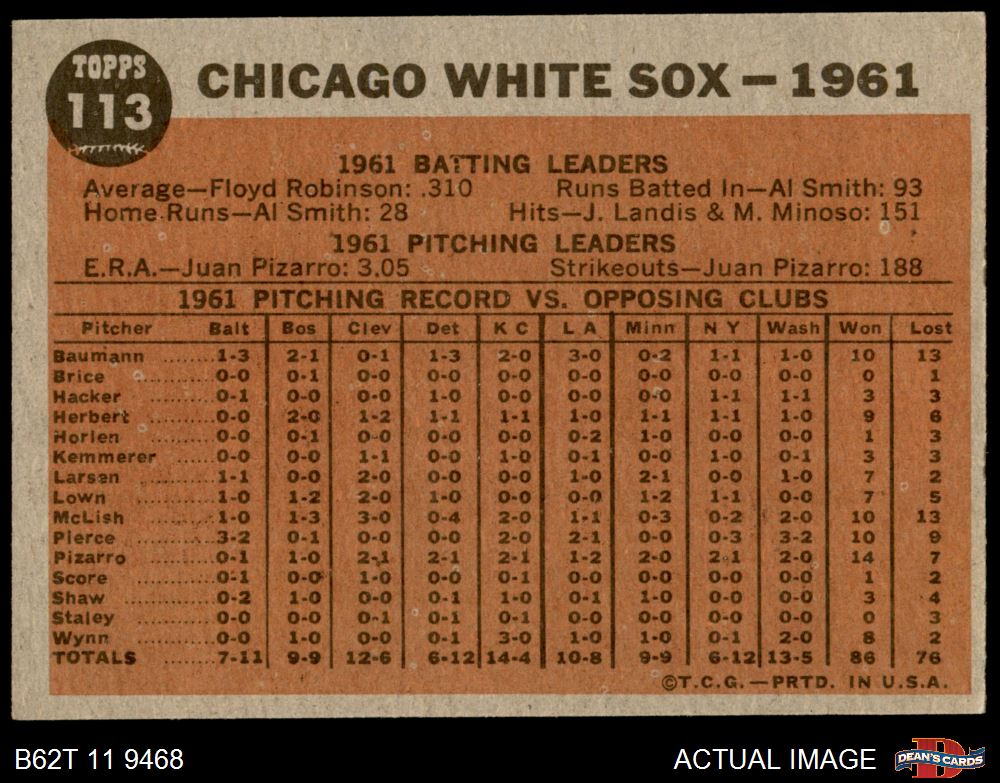 TOPPS
113
CHICAGO WHITE SOX — 1961
1961 BATTING LEADERS
Average—Floyd Robinson: .310 Runs Batted In—Al Smith: 93
Home Runs—Al Smith: 28 Hits—J. Landis & M. Minoso: 151
1961 PITCHING LEADERS
E.R.A.—Juan Pizarro: 3.05 Strikeouts—Juan Pizarro: 188
1961 PITCHING RECORD VS. OPPOSING CLUBS
Pitcher Balt Bos Clev Det K C L A Minn N Y Wash Won Lost
Baumann ........1-3 2-1 0-1 1-3 2-0 3-0 0-2 1-1 1-0 10 13
Brice ........0-0 0-1 0-0 0-0 0-0 0-0 0-0 0-0 0-0 0 1
Hacker ........0-1 0-0 0-0 1-0 0-0 0-0 0-0 1-1 1-1 3 3
Herbert ........0-0 2-0 1-2 1-1 1-1 1-0 1-1 1-1 1-0 9 6
Horlen ........0-0 0-1 0-0 0-0 0-0 0-2 1-0 0-0 0-0 1 3
Kemmerer ......0-0 0-0 1-1 0-0 1-0 0-1 0-0 1-0 0-1 3 3
Larsen ........1-1 0-0 2-0 0-0 0-0 1-0 2-1 0-0 1-0 7 2
Lown ........1-0 1-2 2-0 1-0 0-0 0-0 1-2 1-1 0-0 7 5
McLish ........1-0 1-3 3-0 0-4 2-0 1-1 0-3 0-2 2-0 10 13
Pierce ........3-2 0-1 0-0 0-0 2-0 2-1 0-0 0-3 3-2 10 9
Pizarro ........0-1 1-0 2-1 2-1 2-1 1-2 2-0 2-1 2-0 14 7
Score ........0-1 0-0 1-0 0-0 0-1 0-0 0-0 0-0 0-0 1 2
Shaw ........0-2 1-0 0-0 0-1 1-0 0-1 1-0 0-0 0-0 3 4
Staley ........0-0 0-0 0-1 0-1 0-1 0-0 0-0 0-0 0-0 0 3
Wynn ........0-0 1-0 0-0 0-1 3-0 1-0 1-0 0-1 2-0 8 2
TOTALS ........7-11 9-9 12-6 6-12 14-4 10-8 9-9 6-12 13-5 86 76
©T.C.G.—PRTD. IN U.S.A.
B62T 11 9468 ACTUAL IMAGE
D
DEAN'S CARDS